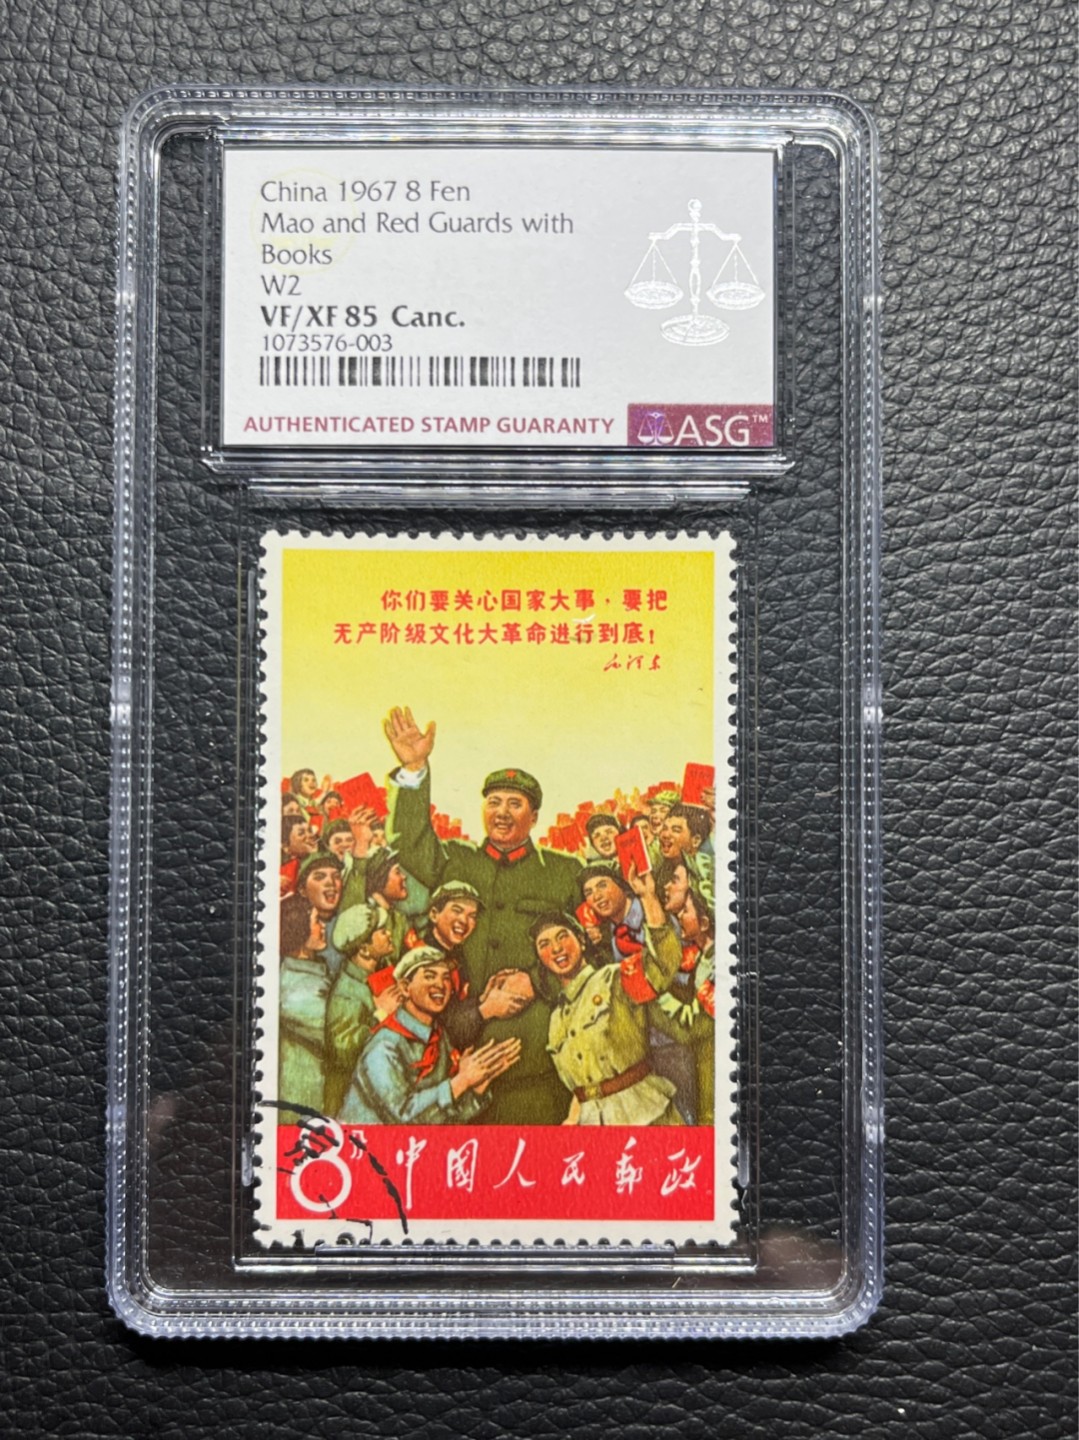 China 1967 8 Fen
Mao and Red Guards with
Books
W2
VF/XF 85 Canc.
1073576-003
AUTHENTICATED STAMP GUARANTY
ASG™
你们要关心国家大事,要把
无产阶级文化大革命进行到底!
毛泽东
8分
中国人民邮政